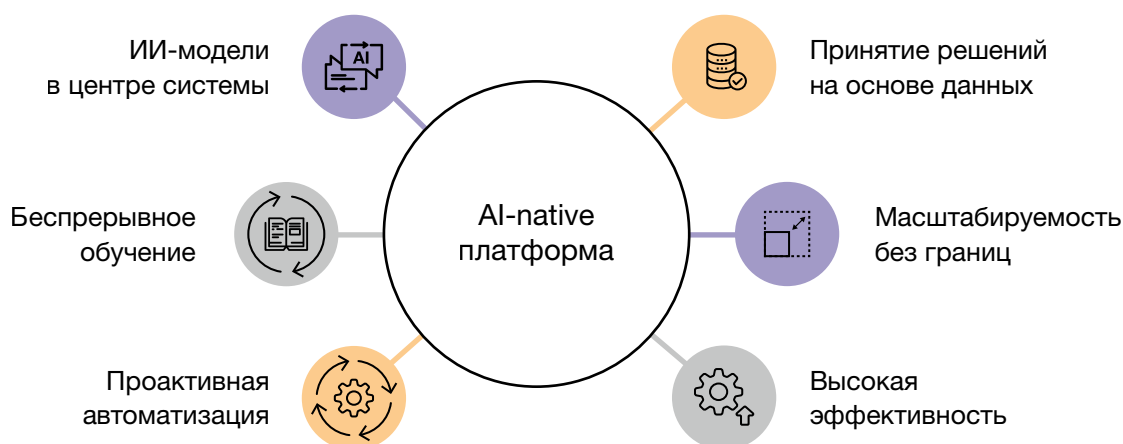 ИИ-модели
в центре системы
AI
Принятие решений
на основе данных
Беспрерывное
обучение
AI-native
платформа
Масштабируемость
без границ
Проактивная
автоматизация
Высокая
эффективность